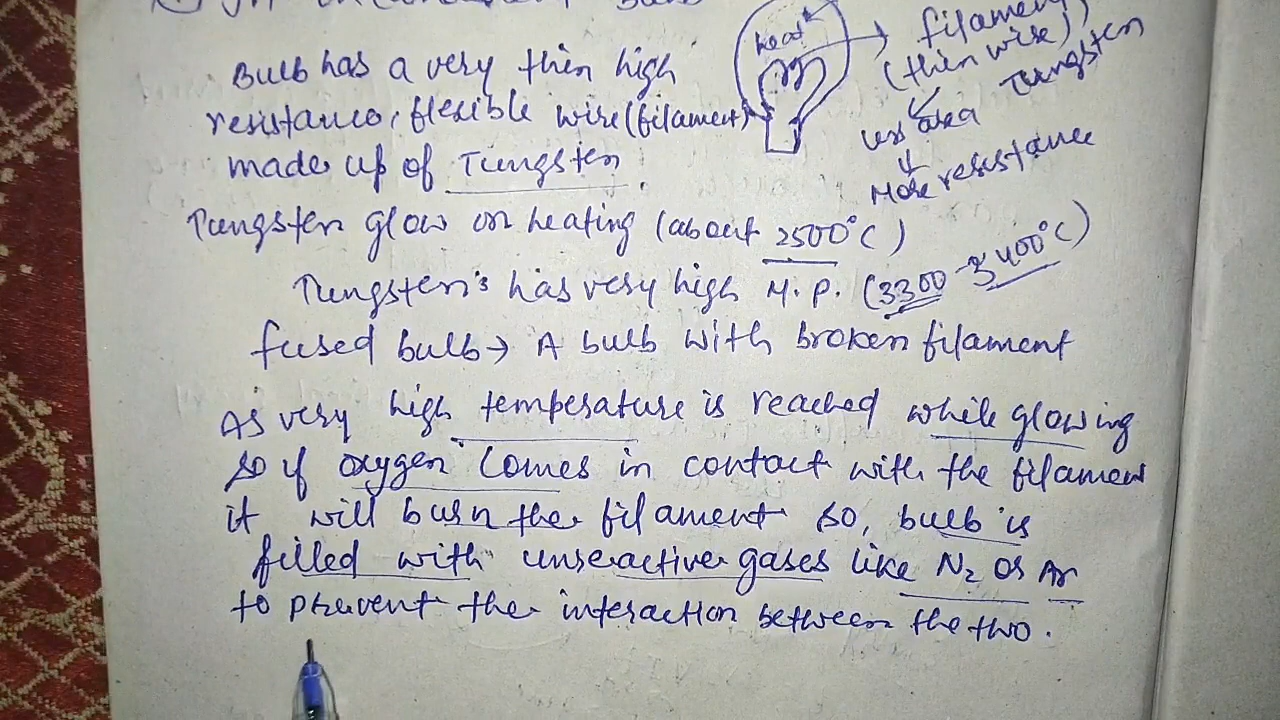 In incandescent Bulb
Bulb has a very thin high
resistance, flexible wire (filament)
made up of Tungsten.
heat
filament
(thin wire)
Tungsten
less area
↓
More resistance
Tungsten glow on heating (about 2500°C)
Tungsten's has very high M.P. (3300-3400°C)
fused bulb → A bulb with broken filament
As very high temperature is reached while glowing
so if oxygen comes in contact with the filament
it will burn the filament so, bulb is
filled with unreactive gases like N₂ or Ar
to prevent the interaction between the two.